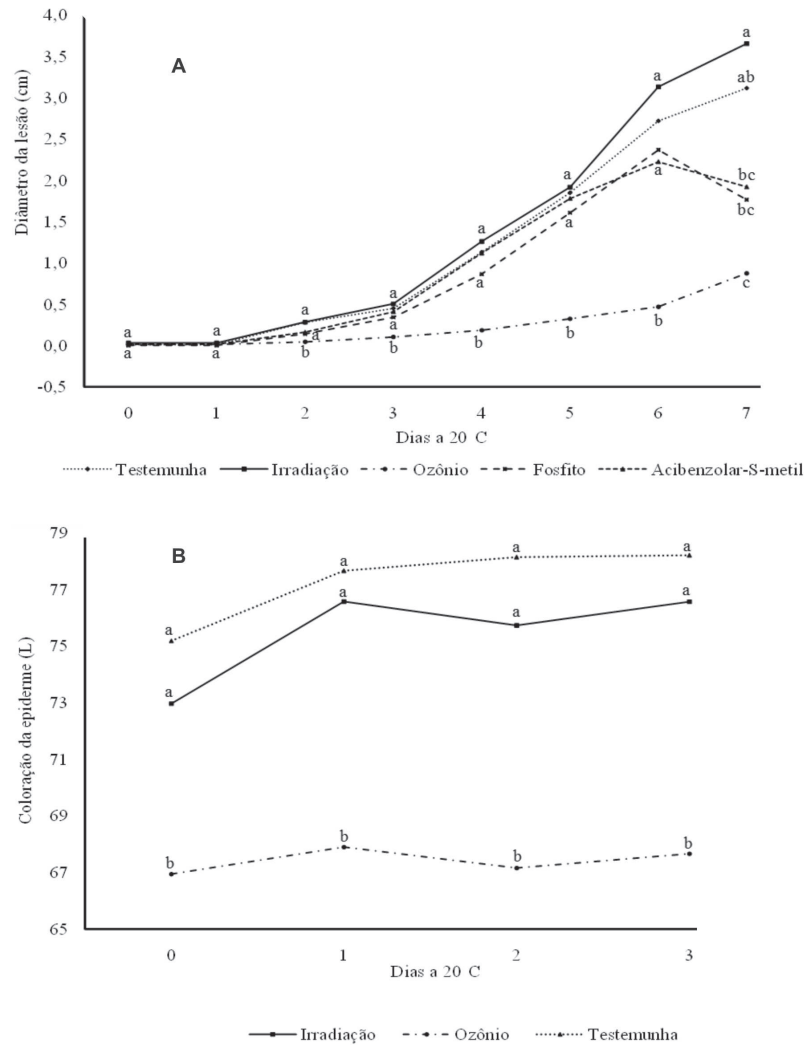 4,0
3,5
3,0
2,5
2,0
1,5
1,0
0,5
0,0
-0,5
Diâmetro da lesão (cm)
A
a a a a a a a a
ab
a a a a a a a bc
bc
b b b b b c
0 1 2 3 4 5 6 7
Dias a 20 C
Testemunha Irradiação Ozônio Fosfito Acibenzolar-S-metil
79
77
75
73
71
69
67
65
Coloração da epiderme (L)
B
a a a a
a a a a
b b b b
0 1 2 3
Dias a 20 C
Irradiação Ozônio Testemunha